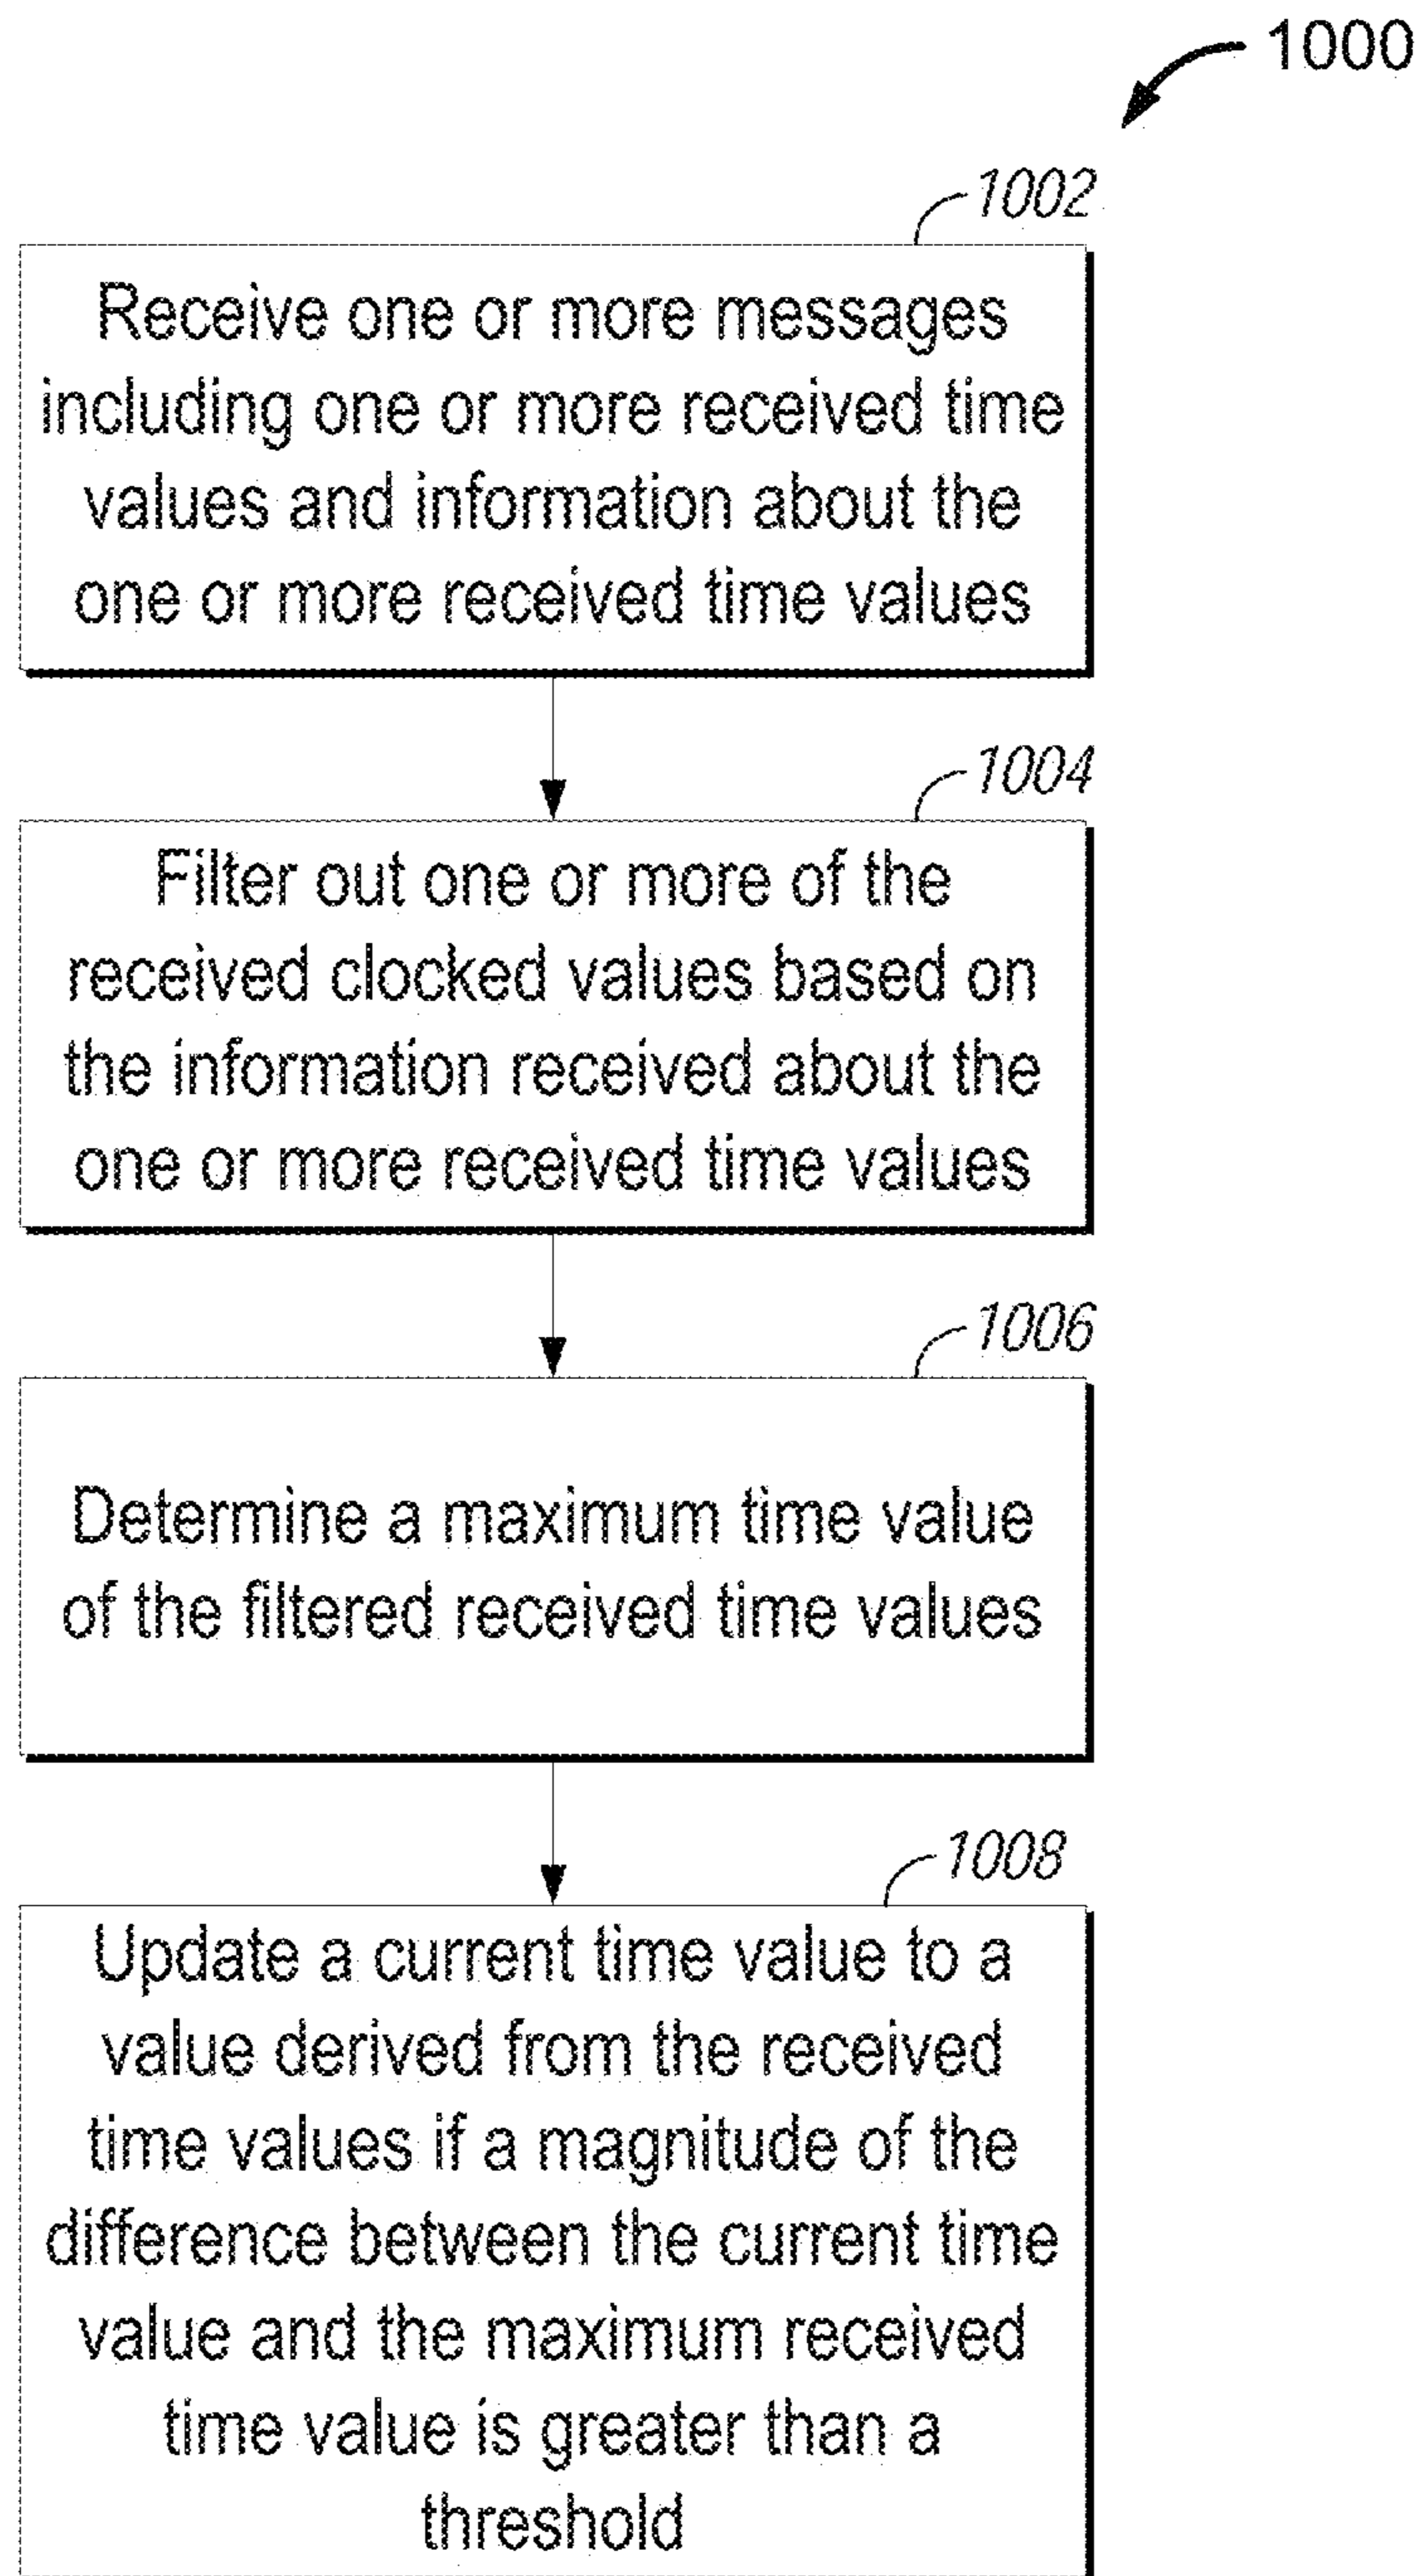 1000
1002
Receive one or more messages
including one or more received time
values and information about the
one or more received time values
1004
Filter out one or more of the
received clocked values based on
the information received about the
one or more received time values
1006
Determine a maximum time value
of the filtered received time values
1008
Update a current time value to a
value derived from the received
time values if a magnitude of the
difference between the current time
value and the maximum received
time value is greater than a
threshold